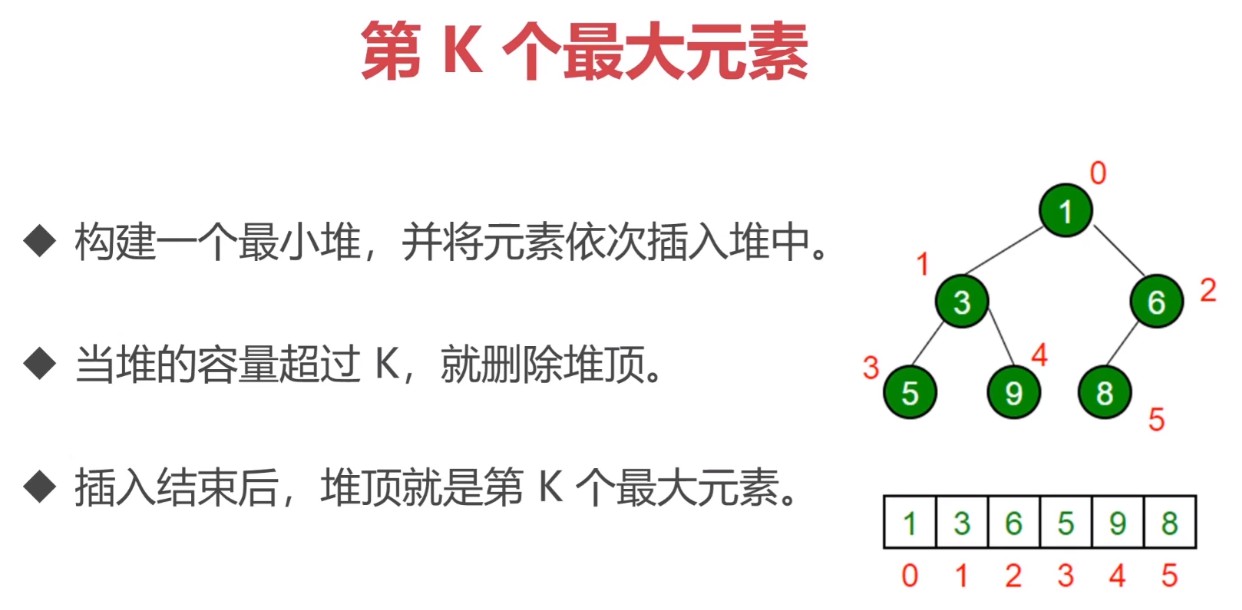 第 K 个最大元素
◆ 构建一个最小堆，并将元素依次插入堆中。
◆ 当堆的容量超过 K，就删除堆顶。
◆ 插入结束后，堆顶就是第 K 个最大元素。
0
1
1
3
6
2
3
5
9
4
8
5
1 3 6 5 9 8
0 1 2 3 4 5